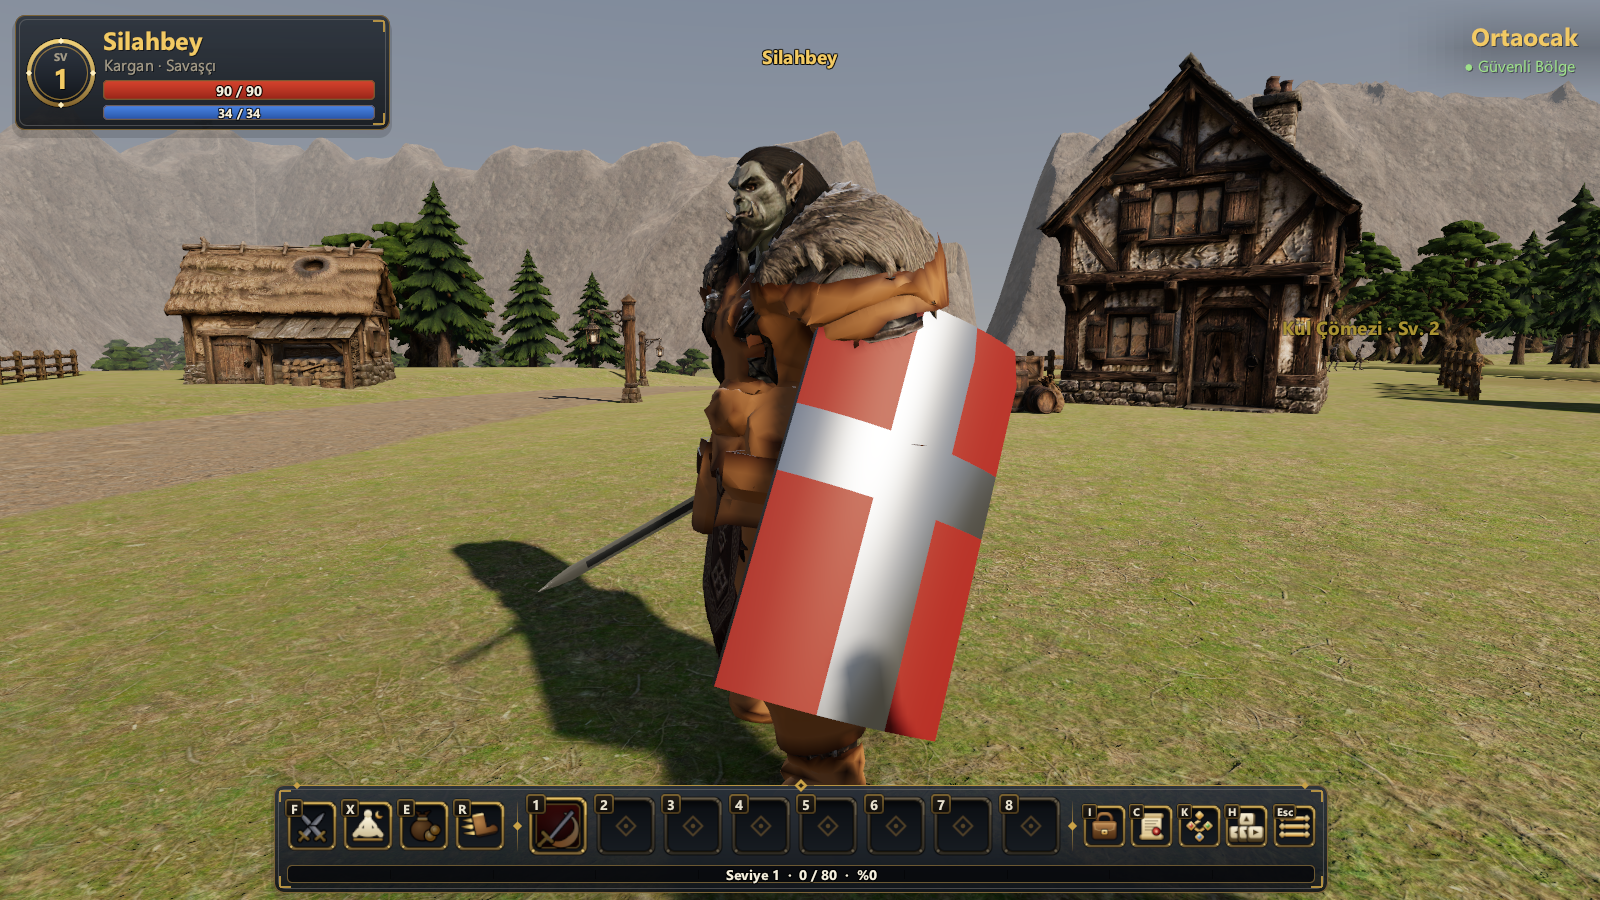 SV
1
Silahbey
Kargan · Savaşçı
90 / 90
34 / 34
Silahbey
Ortaocak
Güvenli Bölge
Kül Çömezi · Sv. 2
F
X
E
R
1
2
3
4
5
6
7
8
I
C
K
H
Esc
Seviye 1 · 0 / 80 · %0